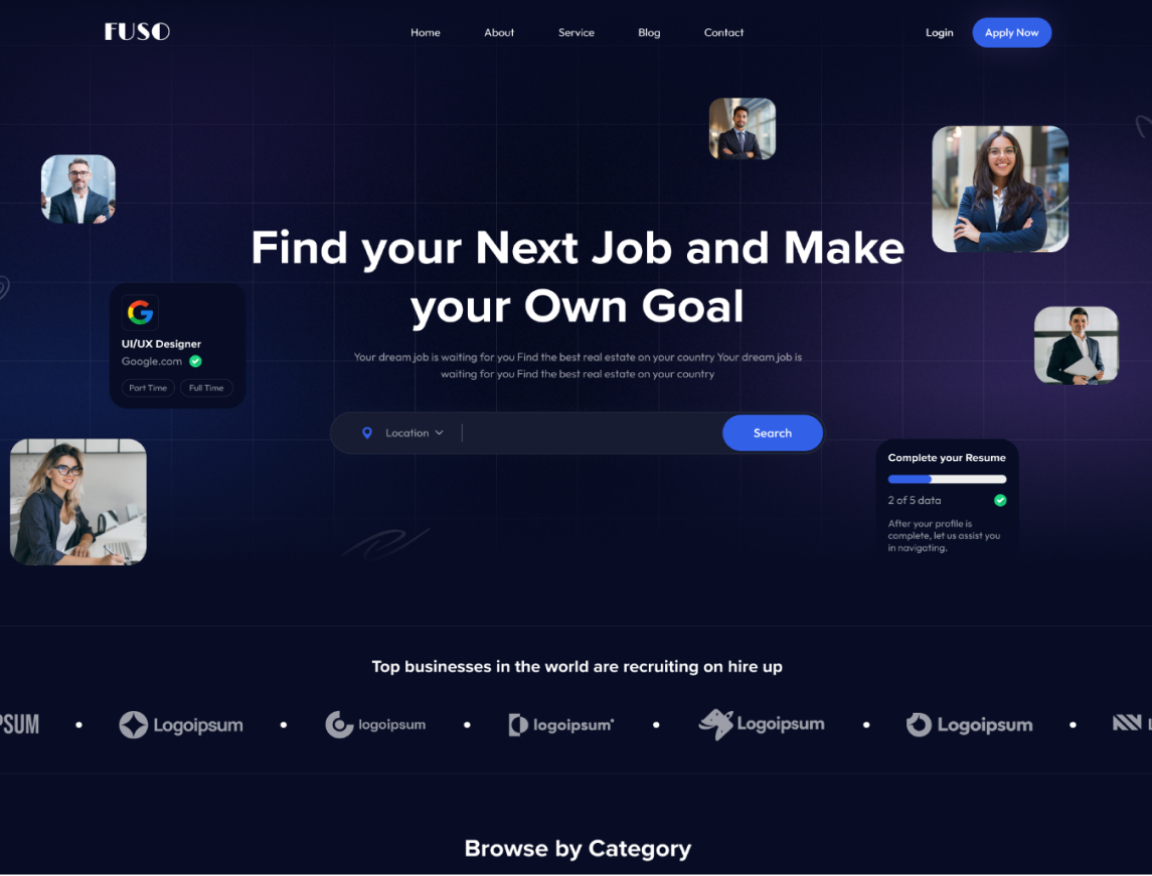 FUSO
Home
About
Service
Blog
Contact
Login
Apply Now
Find your Next Job and Make
your Own Goal
Your dream job is waiting for you Find the best real estate on your country Your dream job is
waiting for you Find the best real estate on your country
Location
Search
UI/UX Designer
Google.com
Part Time
Full Time
Complete your Resume
2 of 5 data
After your profile is
complete, let us assist you
in navigating.
Top businesses in the world are recruiting on hire up
PSUM
Logoipsum
logoipsum
logoipsum
Logoipsum
Logoipsum
Browse by Category